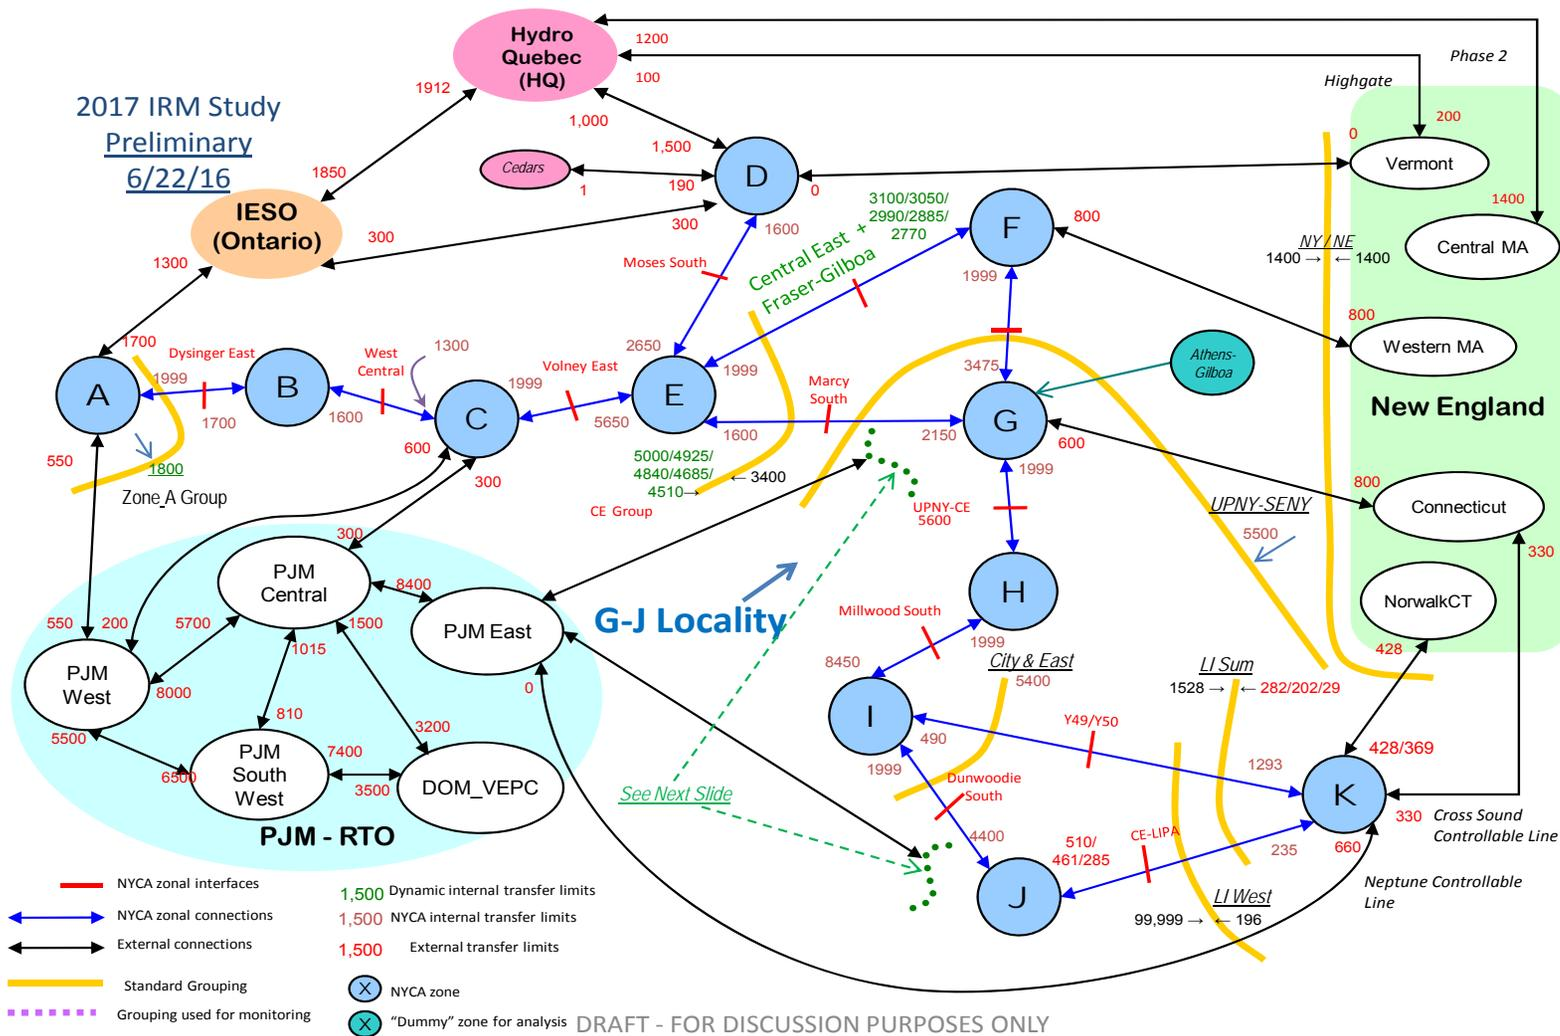 Hydro
Quebec
(HQ)
1200
100
Phase 2
Highgate
1912
2017 IRM Study
Preliminary
6/22/16
1,000
1,500
200
0
Vermont
Cedars
1
190
D
0
1850
IESO
(Ontario)
300
300
1600
3100/3050/
2990/2885/
2770
F
800
1400
Central MA
NY / NE
1400 → ← 1400
1300
Moses South
Central East +
Fraser-Gilboa
1999
800
Western MA
1700
Dysinger East
West
Central
1300
Volney East
2650
1999
3475
Athens-
Gilboa
A
1999
B
1999
E
Marcy
South
1700
1600
C
5650
1600
2150
G
New England
550
600
300
1999
600
5000/4925/
4840/4685/
4510→
← 3400
1800
Zone_A Group
CE Group
UPNY-CE
5600
800
Connecticut
UPNY-SENY
5500
330
300
PJM
Central
8400
H
NorwalkCT
G-J Locality
550
200
5700
1500
1015
PJM East
Millwood South
1999
428
PJM
West
8000
0
8450
City & East
5400
LI Sum
1528 → ← 282/202/29
810
3200
I
490
Y49/Y50
428/369
5500
6500
PJM
South
West
7400
3500
DOM_VEPC
1999
1293
K
Dunwoodie
South
See Next Slide
330
Cross Sound
Controllable Line
PJM - RTO
4400
510/
461/285
CE-LIPA
235
660
Neptune Controllable
Line
J
LI West
99,999 → ← 196
NYCA zonal interfaces
1,500 Dynamic internal transfer limits
NYCA zonal connections
1,500 NYCA internal transfer limits
External connections
1,500 External transfer limits
Standard Grouping
X NYCA zone
Grouping used for monitoring
X "Dummy" zone for analysis
DRAFT - FOR DISCUSSION PURPOSES ONLY